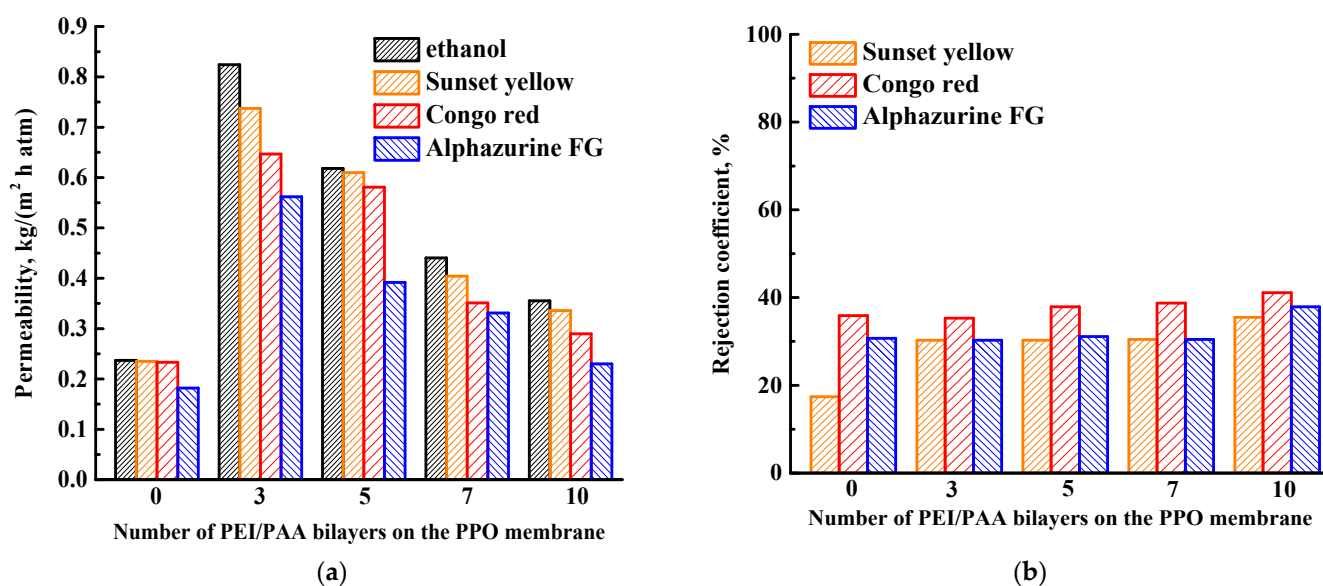 0.9
0.8
0.7
0.6
0.5
0.4
0.3
0.2
0.1
0.0
Permeability, kg/(m² h atm)
ethanol
Sunset yellow
Congo red
Alphazurine FG
0 3 5 7 10
Number of PEI/PAA bilayers on the PPO membrane
(a)
100
80
60
40
20
0
Rejection coefficient, %
Sunset yellow
Congo red
Alphazurine FG
0 3 5 7 10
Number of PEI/PAA bilayers on the PPO membrane
(b)